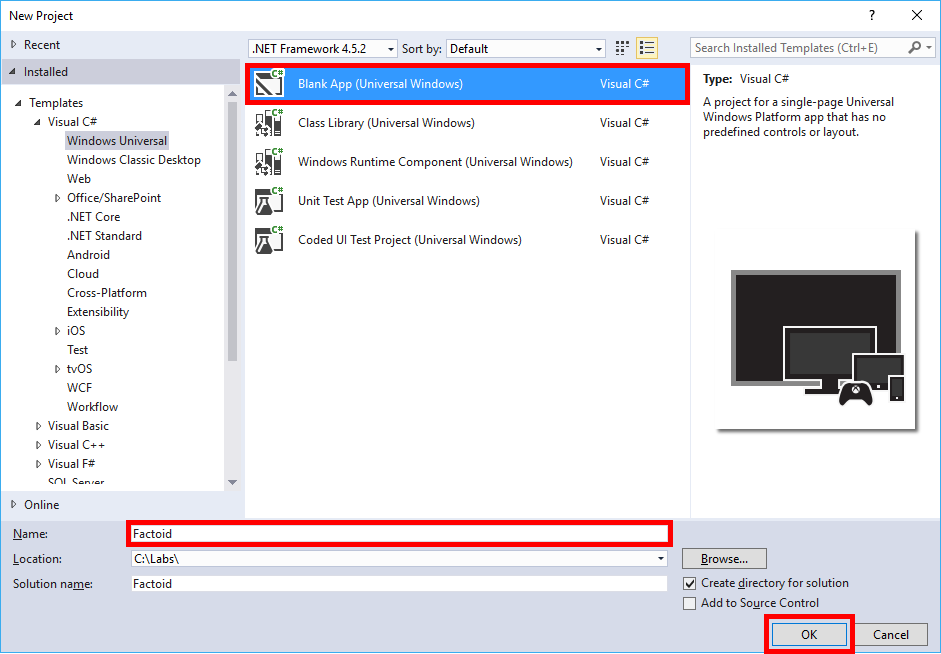 New Project
?
Recent
.NET Framework 4.5.2
Sort by:
Default
Search Installed Templates (Ctrl+E)
Installed
Templates
Visual C#
Windows Universal
Windows Classic Desktop
Web
Office/SharePoint
.NET Core
.NET Standard
Android
Cloud
Cross-Platform
Extensibility
iOS
Test
tvOS
WCF
Workflow
Visual Basic
Visual C++
Visual F#
SQL Server
Online
C# Blank App (Universal Windows) Visual C#
C# Class Library (Universal Windows) Visual C#
C# Windows Runtime Component (Universal Windows) Visual C#
C# Unit Test App (Universal Windows) Visual C#
C# Coded UI Test Project (Universal Windows) Visual C#
Type: Visual C#
A project for a single-page Universal
Windows Platform app that has no
predefined controls or layout.
Name: Factoid
Location: C:\Labs\
Browse...
Solution name: Factoid
Create directory for solution
Add to Source Control
OK
Cancel